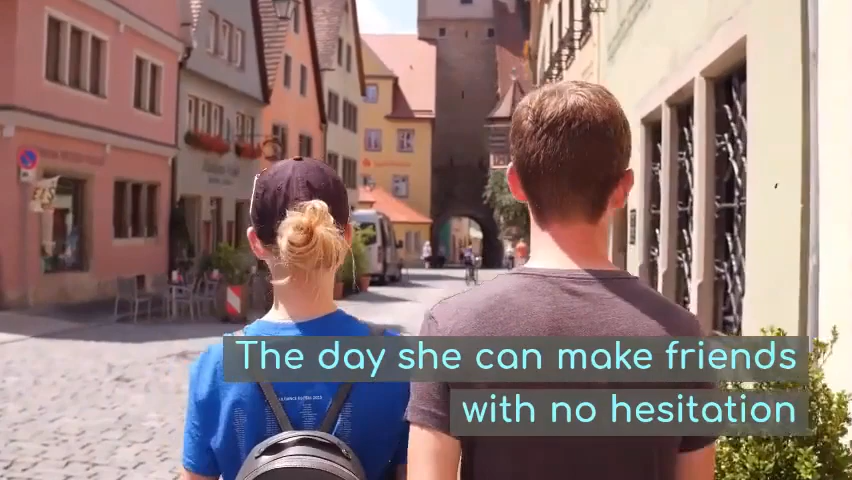 The day she can make friends
with no hesitation